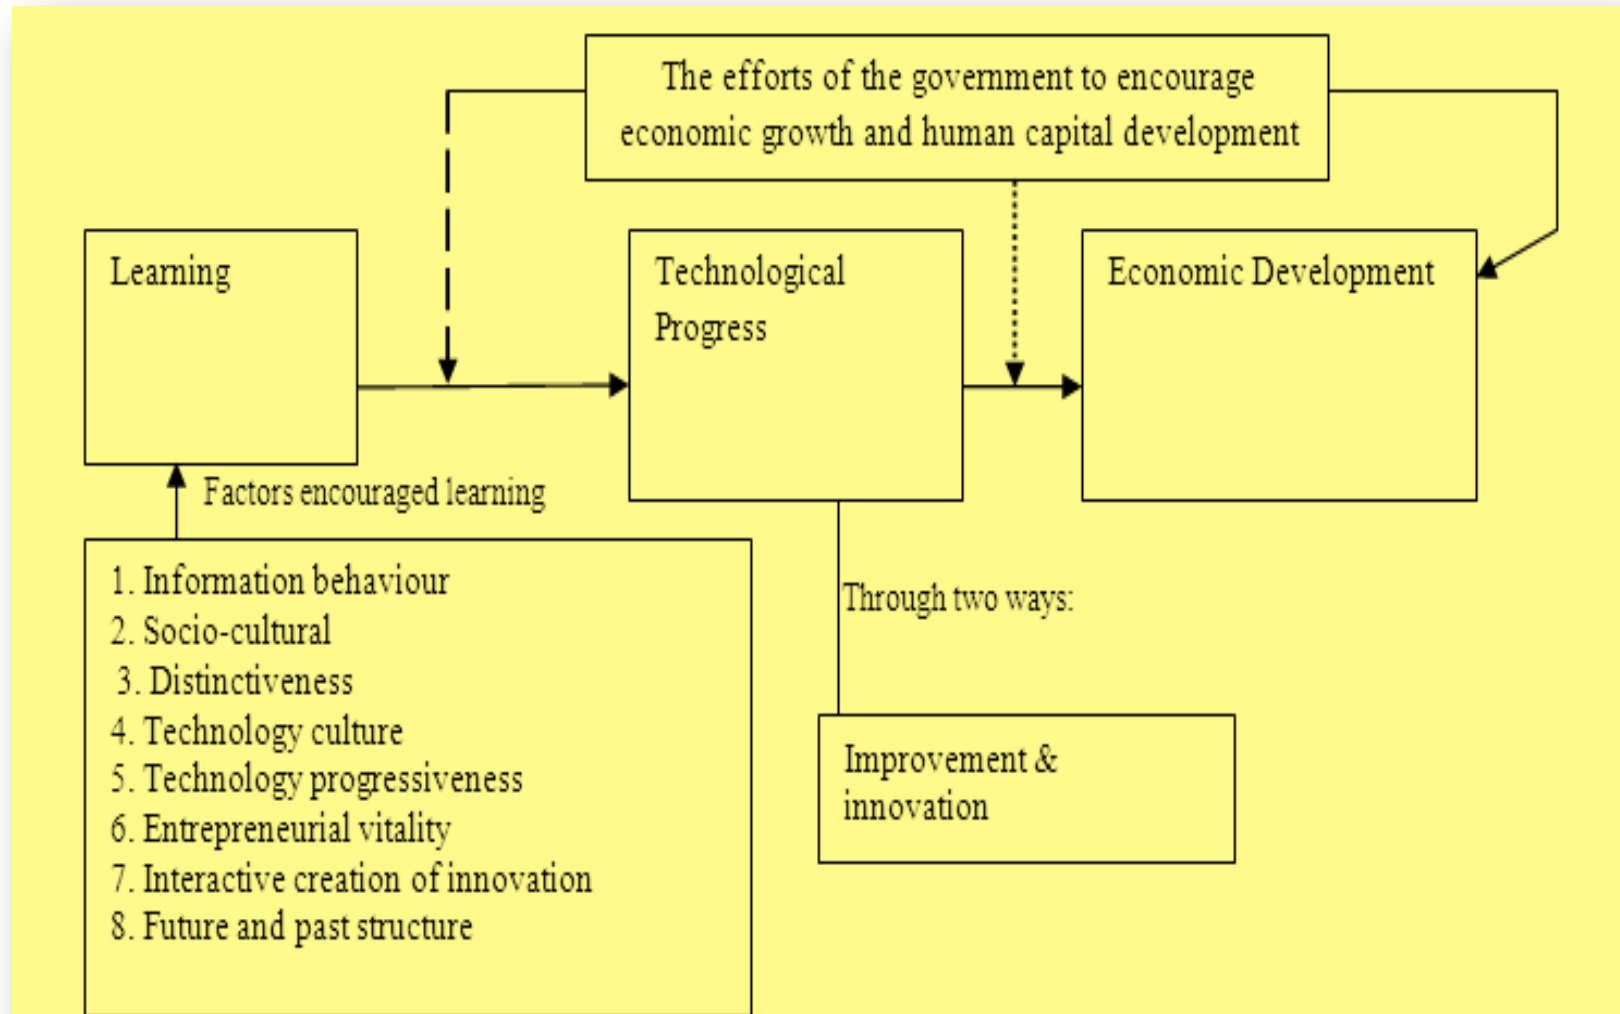 The efforts of the government to encourage
economic growth and human capital development
Learning
Technological
Progress
Economic Development
Factors encouraged learning
1. Information behaviour
2. Socio-cultural
3. Distinctiveness
4. Technology culture
5. Technology progressiveness
6. Entrepreneurial vitality
7. Interactive creation of innovation
8. Future and past structure
Through two ways:
Improvement &
innovation